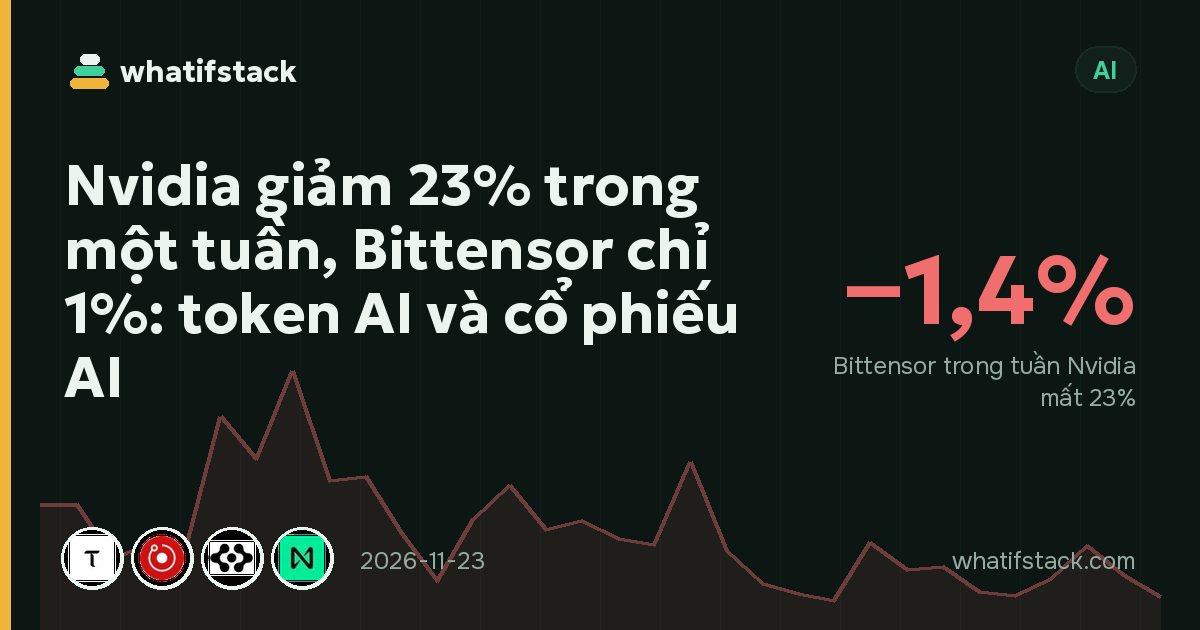 whatifstack
AI
Nvidia giảm 23% trong
một tuần, Bittensor chỉ
1%: token AI và cổ phiếu
AI
−1,4%
Bittensor trong tuần Nvidia
mất 23%
τ
2026-11-23
whatifstack.com